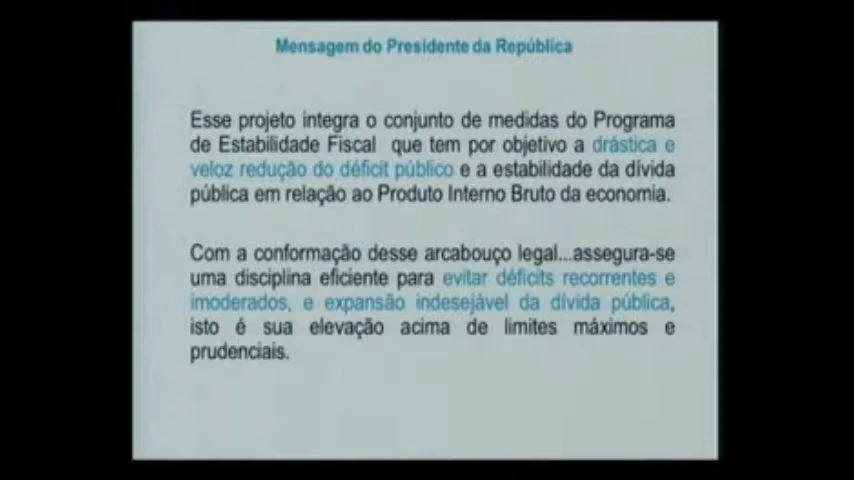 Mensagem do Presidente da República
Esse projeto integra o conjunto de medidas do Programa
de Estabilidade Fiscal que tem por objetivo a drástica e
veloz redução do déficit público e a estabilidade da dívida
pública em relação ao Produto Interno Bruto da economia.
Com a conformação desse arcabouço legal...assegura-se
uma disciplina eficiente para evitar déficits recorrentes e
imoderados, e expansão indesejável da dívida pública,
isto é sua elevação acima de limites máximos e
prudenciais.